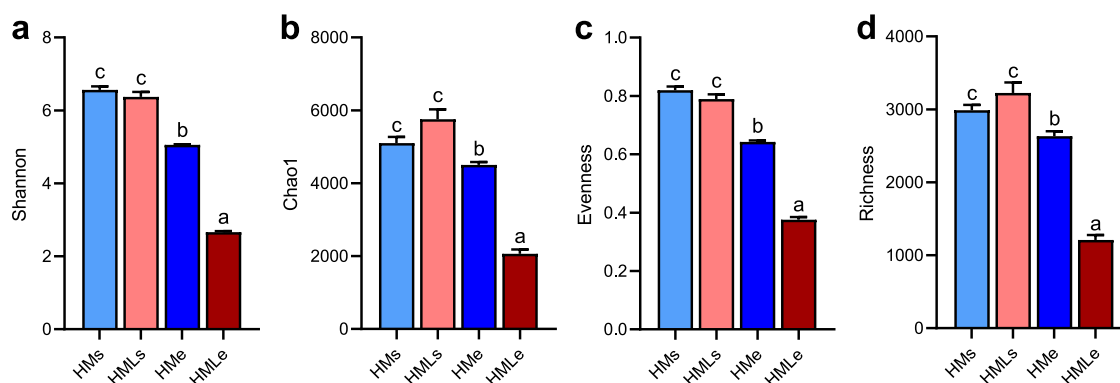 a
Shannon
8
6
4
2
0
c
c
b
a
HMs
HMLs
HMe
HMLe
b
Chao1
8000
6000
4000
2000
0
c
c
b
a
HMs
HMLs
HMe
HMLe
c
Evenness
1.0
0.8
0.6
0.4
0.2
0.0
c
c
b
a
HMs
HMLs
HMe
HMLe
d
Richness
4000
3000
2000
1000
0
c
c
b
a
HMs
HMLs
HMe
HMLe